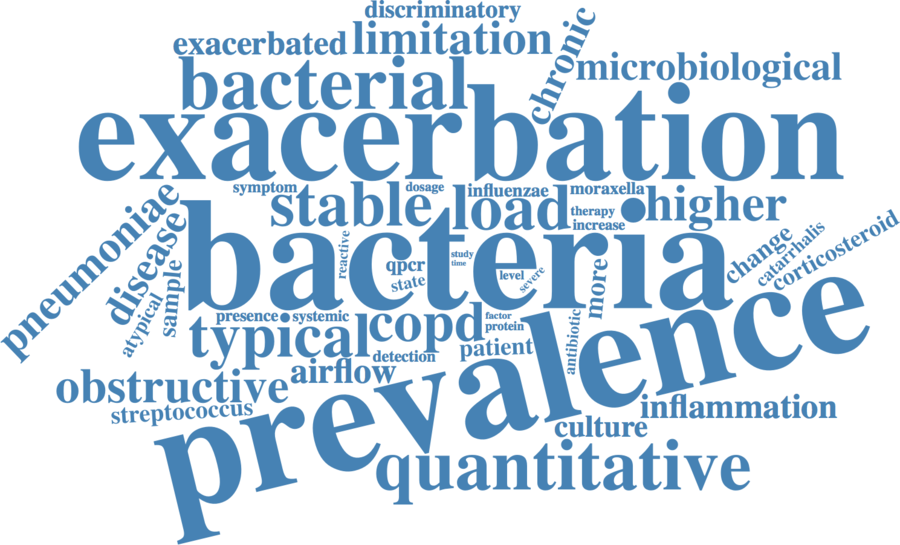 discriminatory
exacerbated
limitation
chronic
microbiological
bacterial
exacerbation
symptom
dosage
influenzae
moraxella
stable
load
therapy
increase
higher
pneumoniae
disease
bacteria
change
catarrhalis
corticosteroid
reactive
qpcr
state
study
time
level
severe
more
atypical
sample
presence
systemic
typical
copd
factor
protein
prevalence
detection
patient
antibiotic
obstructive
airflow
streptococcus
inflammation
culture
quantitative